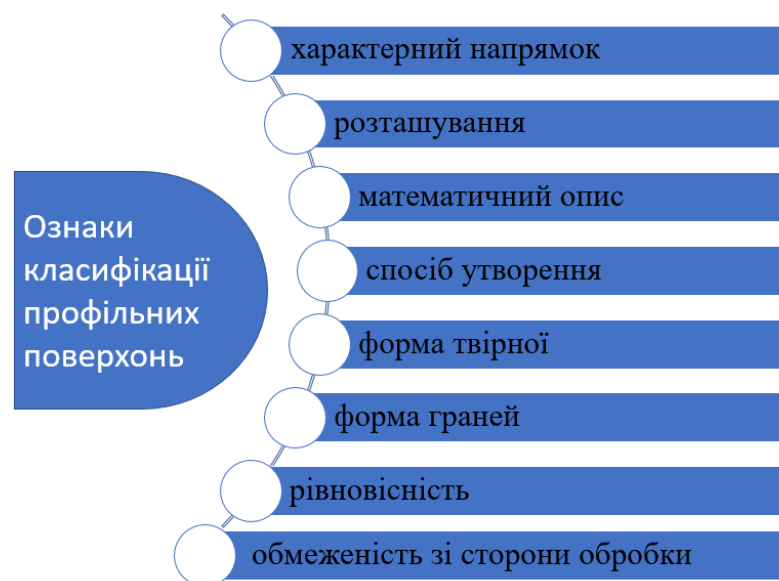 Ознаки
класифікації
профільних
поверхонь
характерний напрямок
розташування
математичний опис
спосіб утворення
форма твірної
форма граней
рівновісність
обмеженість зі сторони обробки